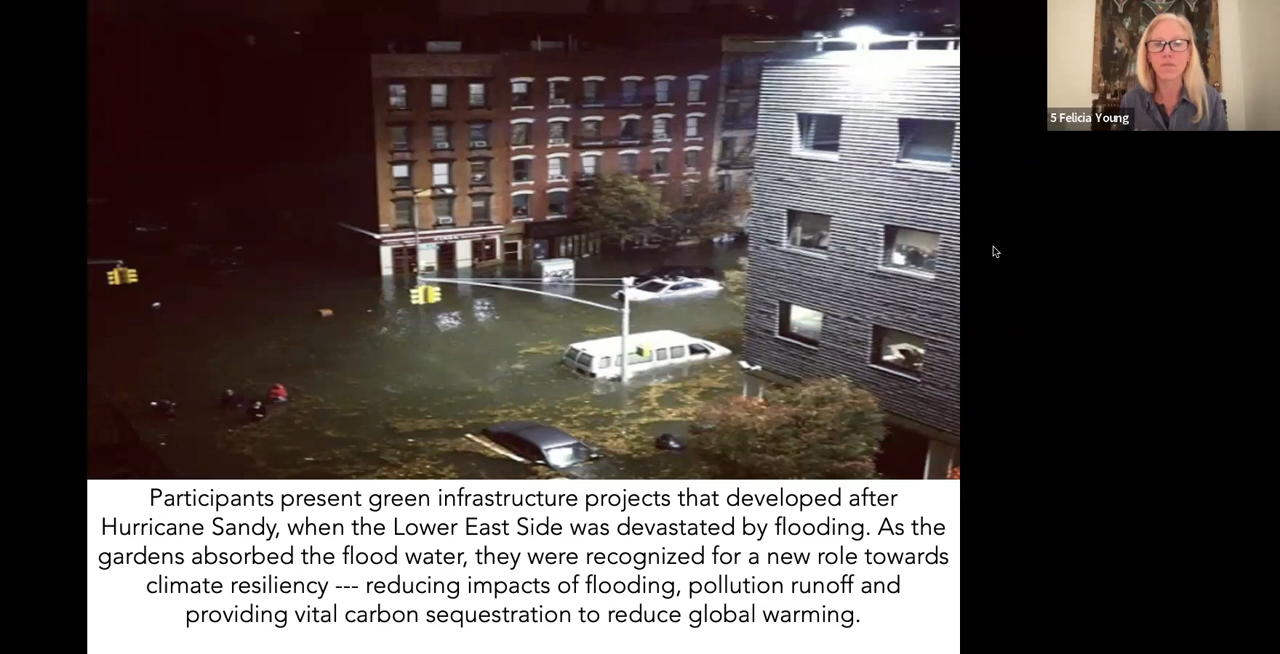 5 Felicia Young
Participants present green infrastructure projects that developed after
Hurricane Sandy, when the Lower East Side was devastated by flooding. As the
gardens absorbed the flood water, they were recognized for a new role towards
climate resiliency --- reducing impacts of flooding, pollution runoff and
providing vital carbon sequestration to reduce global warming.